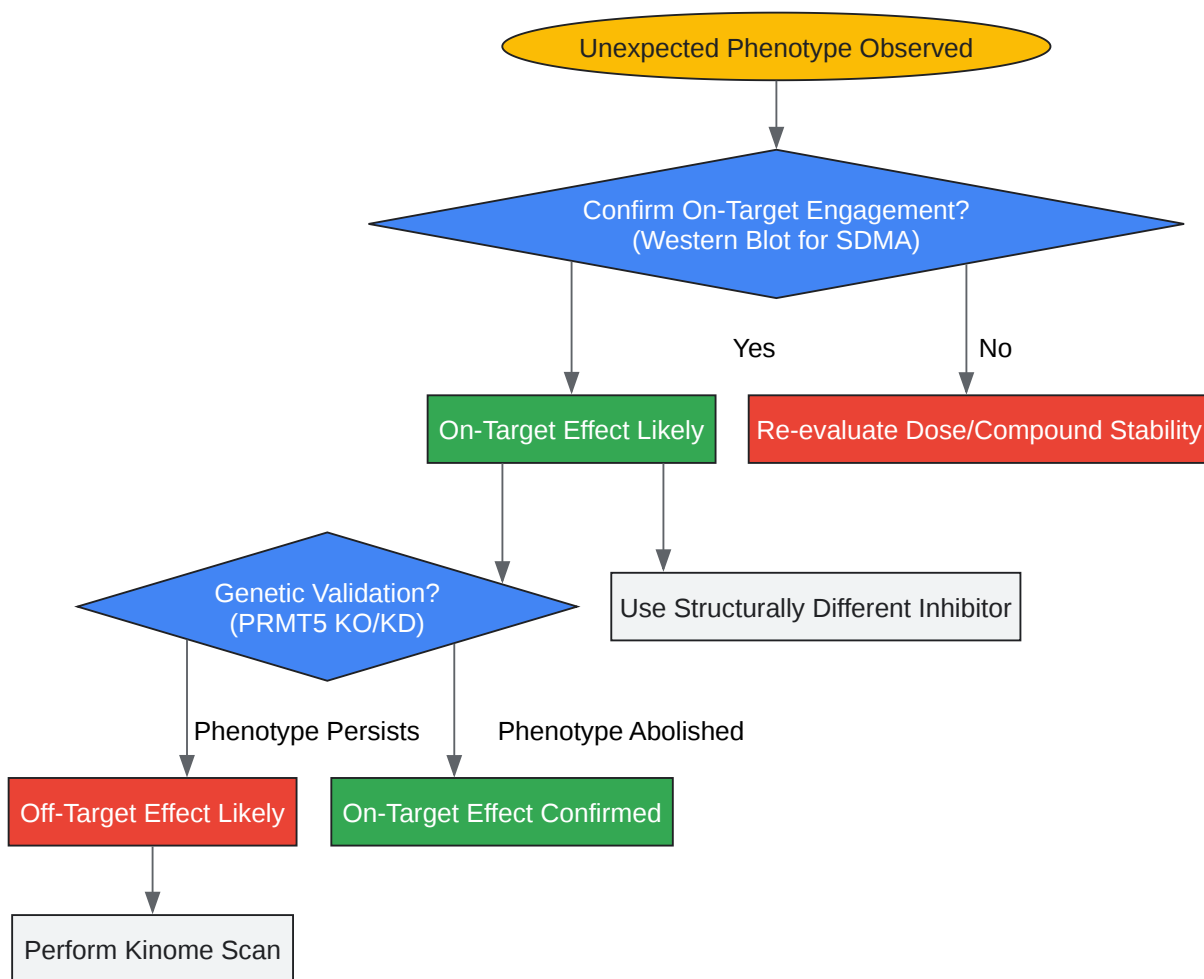 Unexpected Phenotype Observed
Confirm On-Target Engagement?
(Western Blot for SDMA)
Yes
No
On-Target Effect Likely
Re-evaluate Dose/Compound Stability
Genetic Validation?
(PRMT5 KO/KD)
Use Structurally Different Inhibitor
Phenotype Persists
Phenotype Abolished
Off-Target Effect Likely
On-Target Effect Confirmed
Perform Kinome Scan